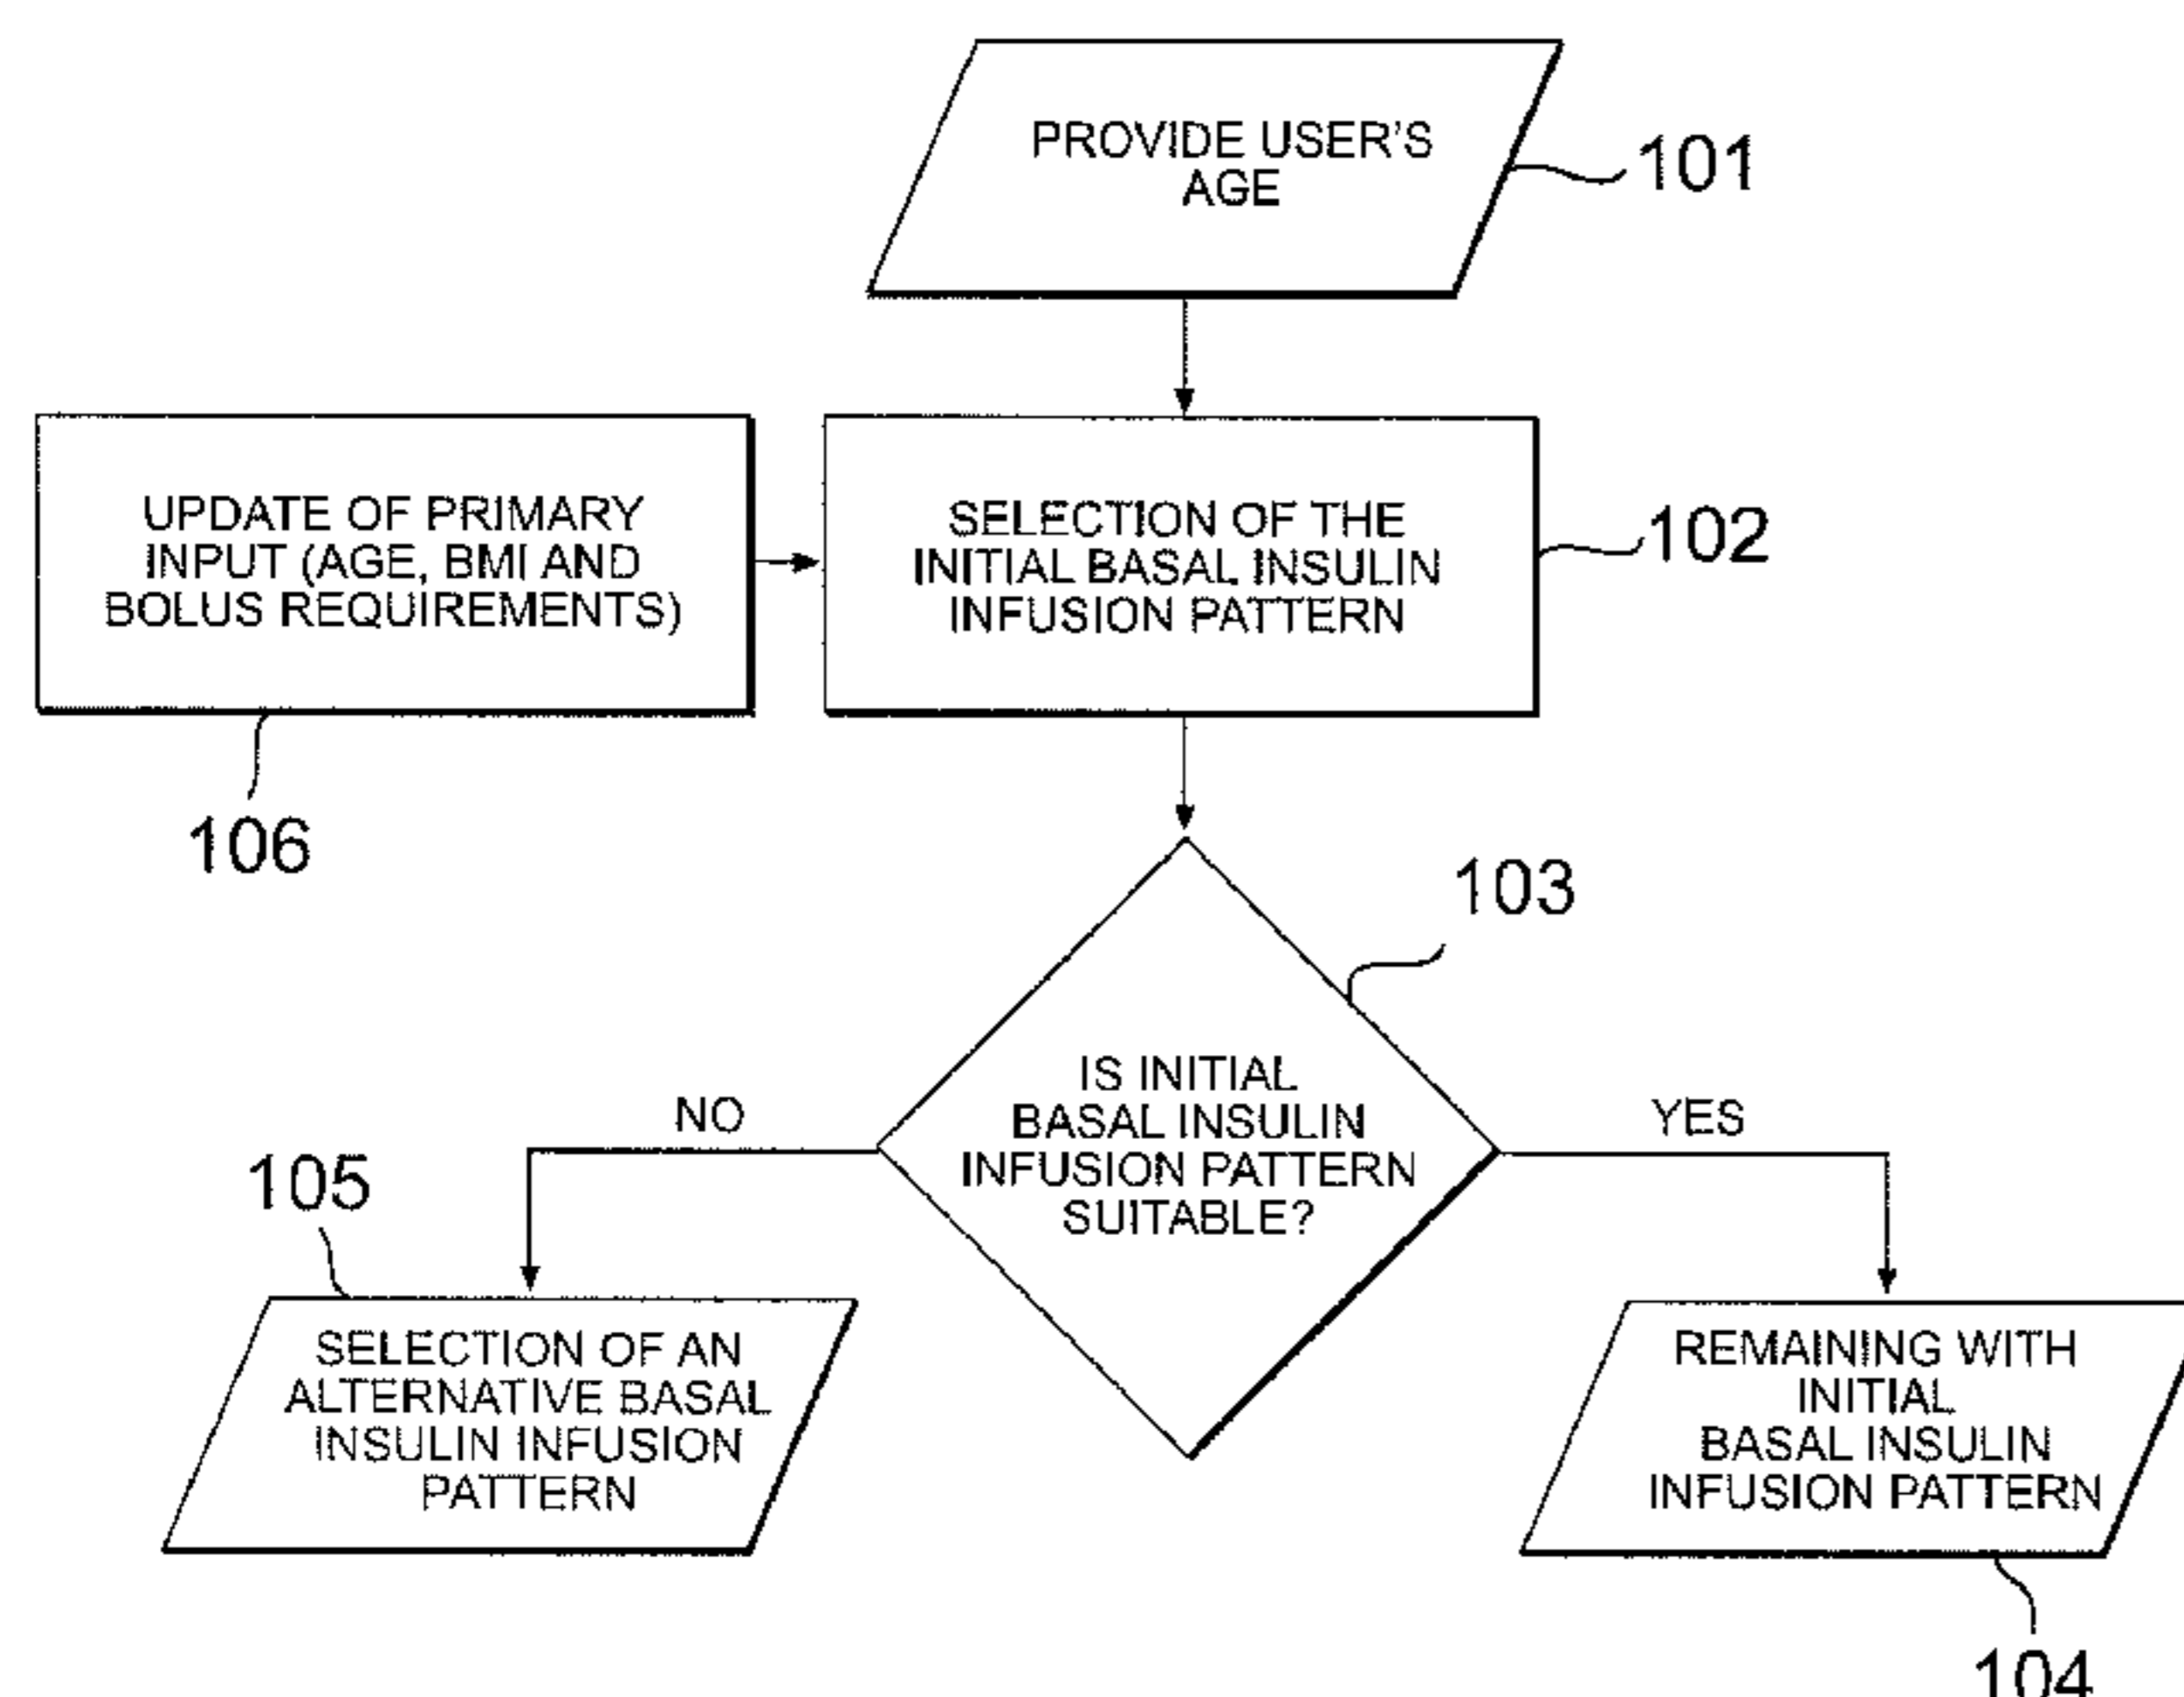 PROVIDE USER'S
AGE
101
UPDATE OF PRIMARY
INPUT (AGE, BMI AND
BOLUS REQUIREMENTS)
106
SELECTION OF THE
INITIAL BASAL INSULIN
INFUSION PATTERN
102
103
IS INITIAL
BASAL INSULIN
INFUSION PATTERN
SUITABLE?
NO
YES
105
SELECTION OF AN
ALTERNATIVE BASAL
INSULIN INFUSION
PATTERN
REMAINING WITH
INITIAL
BASAL INSULIN
INFUSION PATTERN
104